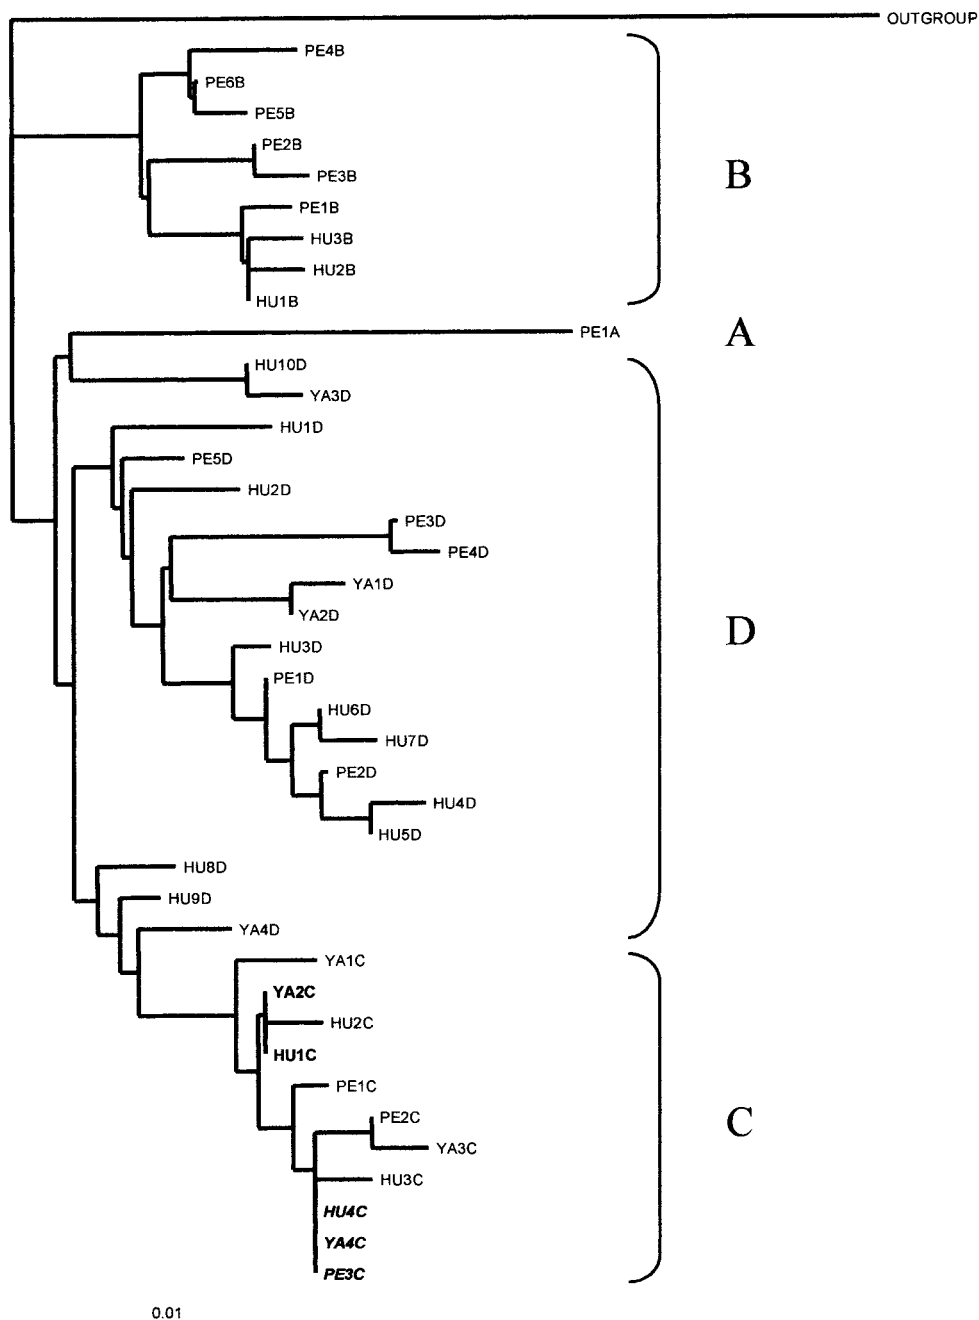 OUTGROUP
PE4B
PE6B
PE5B
PE2B
B
PE3B
PE1B
HU3B
HU2B
HU1B
PE1A
A
HU10D
YA3D
HU1D
PE5D
HU2D
PE3D
PE4D
YA1D
YA2D
D
HU3D
PE1D
HU6D
HU7D
PE2D
HU4D
HU5D
HU8D
HU9D
YA4D
YA1C
YA2C
HU2C
HU1C
PE1C
PE2C
C
YA3C
HU3C
HU4C
YA4C
PE3C
0.01